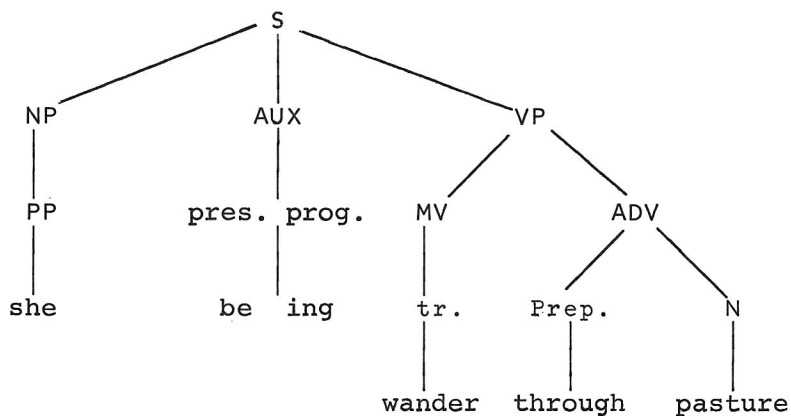 S
NP AUX VP
PP pres. prog. MV ADV
she be ing tr. Prep. N
wander through pasture